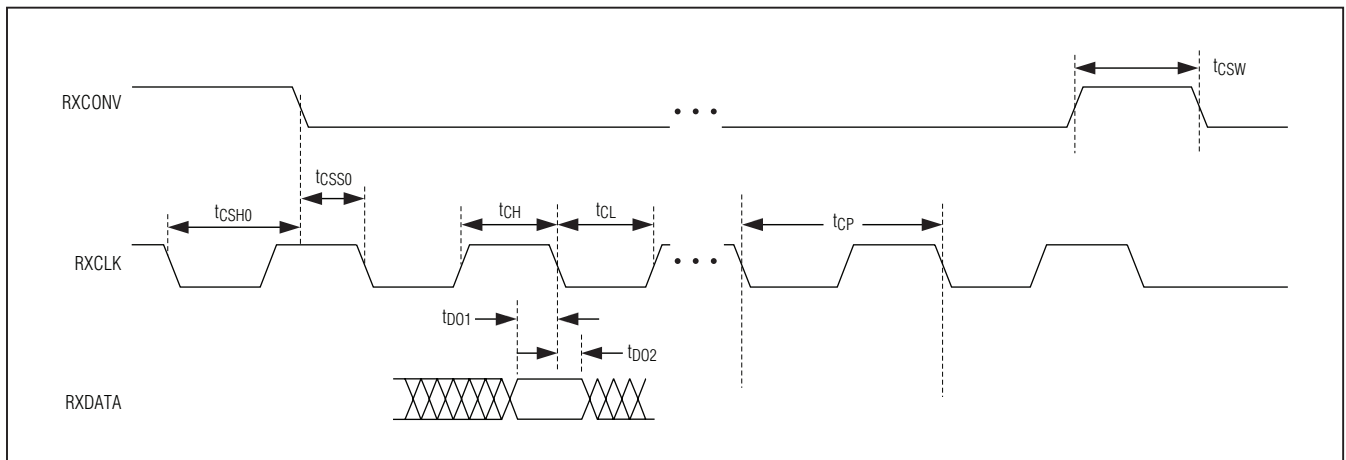 RXCONV
tCSW
tCSS0
tCSH0
tCH
tCL
tCP
RXCLK
tDO1
tDO2
RXDATA